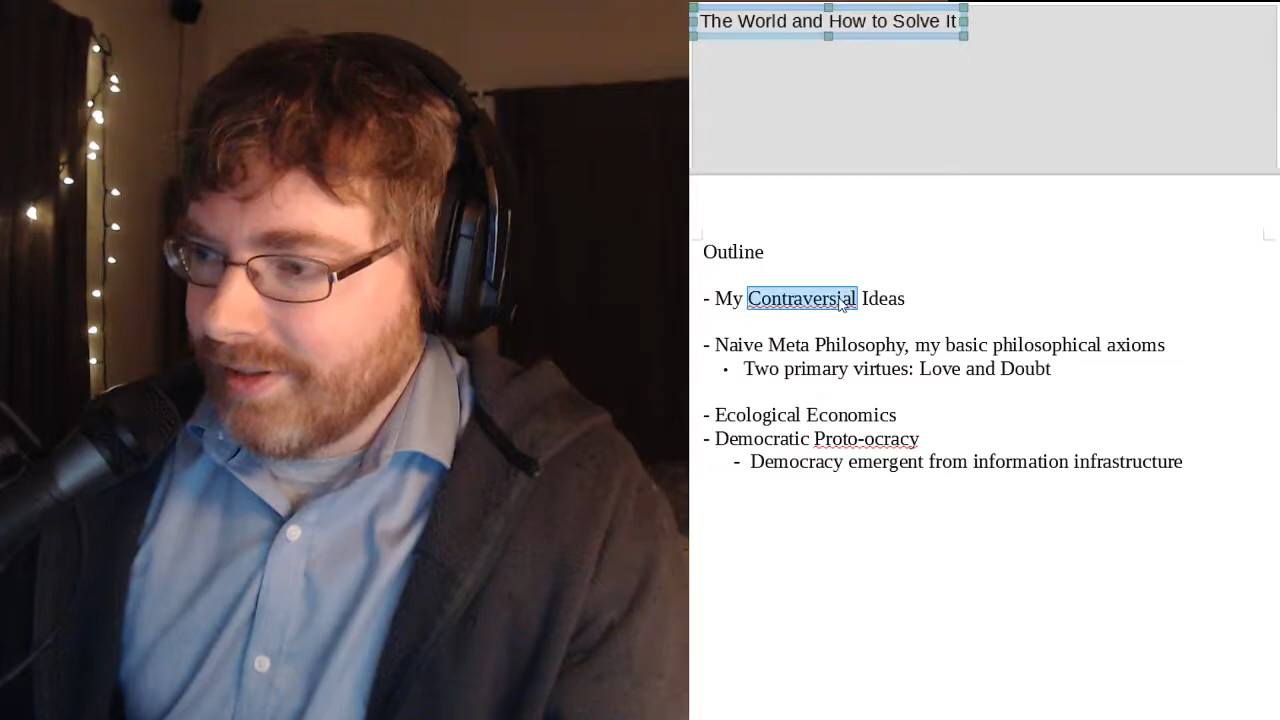 The World and How to Solve It
Outline
- My Contraversial Ideas
- Naive Meta Philosophy, my basic philosophical axioms
• Two primary virtues: Love and Doubt
- Ecological Economics
- Democratic Proto-ocracy
- Democracy emergent from information infrastructure